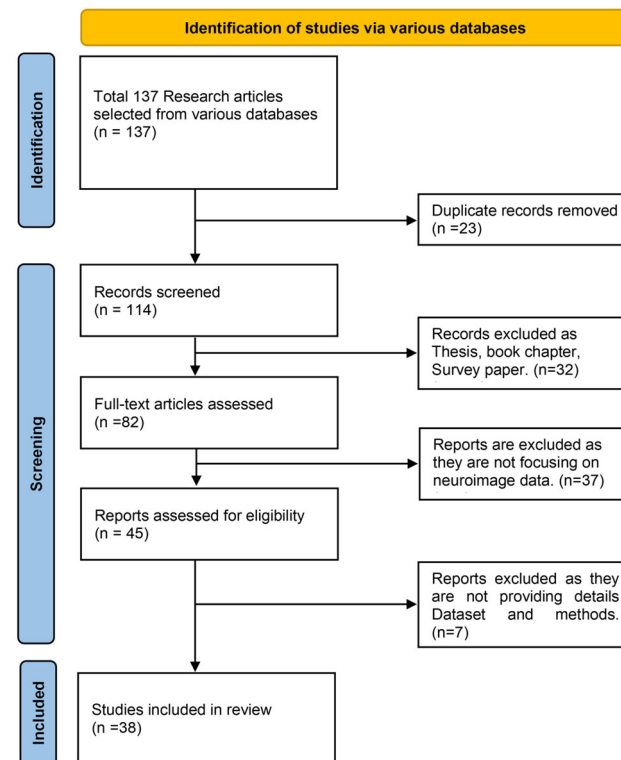 Identification of studies via various databases
Identification
Total 137 Research articles
selected from various databases
(n = 137)
Duplicate records removed
(n =23)
Screening
Records screened
(n = 114)
Records excluded as
Thesis, book chapter,
Survey paper. (n=32)
Full-text articles assessed
(n =82)
Reports are excluded as
they are not focusing on
neuroimage data. (n=37)
Reports assessed for eligibility
(n = 45)
Reports excluded as they
are not providing details
Dataset and methods.
(n=7)
Included
Studies included in review
(n =38)